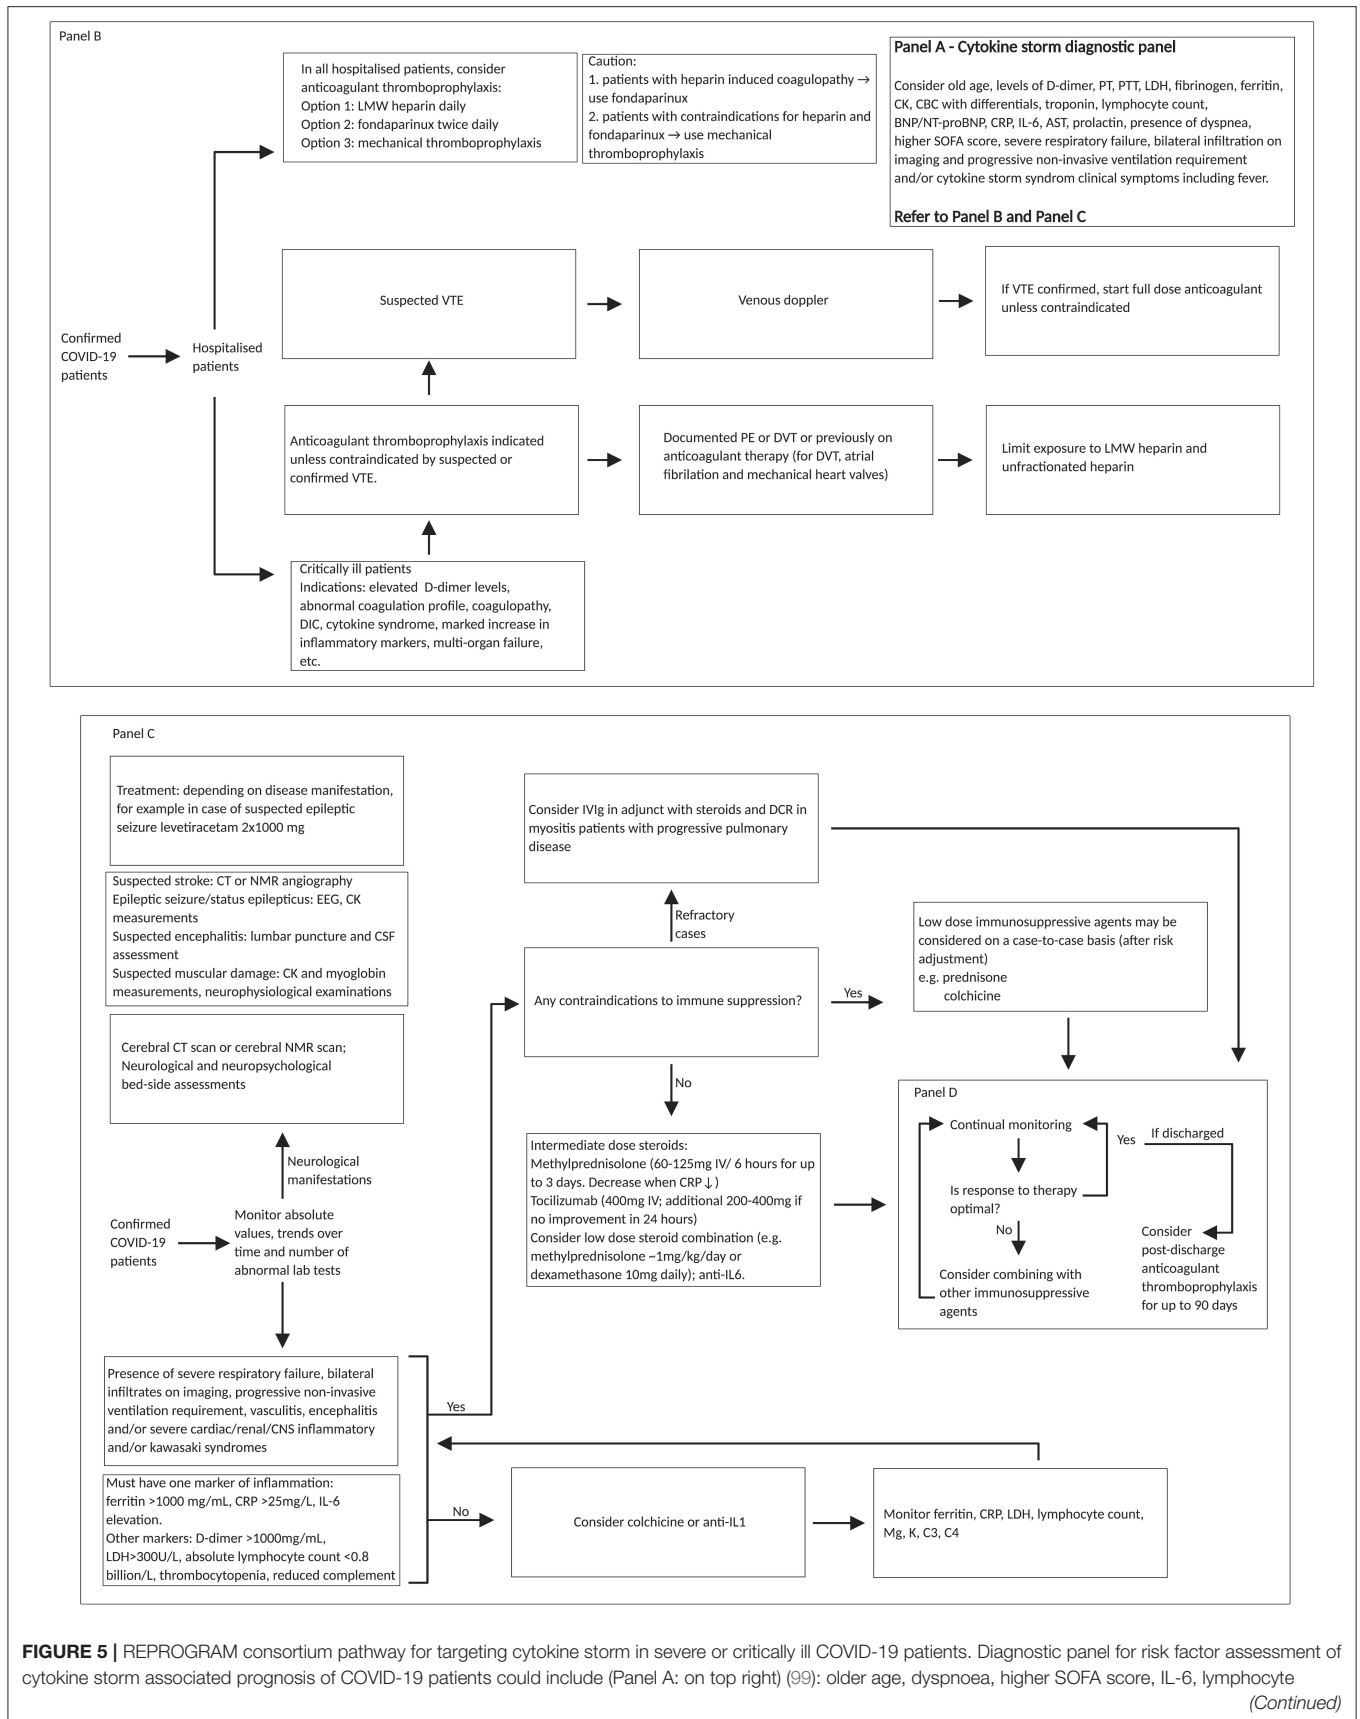 Panel B
In all hospitalised patients, consider
anticoagulant thromboprophylaxis:
Option 1: LMW heparin daily
Option 2: fondaparinux twice daily
Option 3: mechanical thromboprophylaxis
Caution:
1. patients with heparin induced coagulopathy →
use fondaparinux
2. patients with contraindications for heparin and
fondaparinux → use mechanical
thromboprophylaxis
Panel A - Cytokine storm diagnostic panel
Consider old age, levels of D-dimer, PT, PTT, LDH, fibrinogen, ferritin,
CK, CBC with differentials, troponin, lymphocyte count,
BNP/NT-proBNP, CRP, IL-6, AST, prolactin, presence of dyspnea,
higher SOFA score, severe respiratory failure, bilateral infiltration on
imaging and progressive non-invasive ventilation requirement
and/or cytokine storm syndrom clinical symptoms including fever.
Refer to Panel B and Panel C
Suspected VTE
Venous doppler
If VTE confirmed, start full dose anticoagulant
unless contraindicated
Confirmed
COVID-19
patients
Hospitalised
patients
Anticoagulant thromboprophylaxis indicated
unless contraindicated by suspected or
confirmed VTE.
Documented PE or DVT or previously on
anticoagulant therapy (for DVT, atrial
fibrilation and mechanical heart valves)
Limit exposure to LMW heparin and
unfractionated heparin
Critically ill patients
Indications: elevated D-dimer levels,
abnormal coagulation profile, coagulopathy,
DIC, cytokine syndrome, marked increase in
inflammatory markers, multi-organ failure,
etc.
Panel C
Treatment: depending on disease manifestation,
for example in case of suspected epileptic
seizure levetiracetam 2x1000 mg
Suspected stroke: CT or NMR angiography
Epileptic seizure/status epilepticus: EEG, CK
measurements
Suspected encephalitis: lumbar puncture and CSF
assessment
Suspected muscular damage: CK and myoglobin
measurements, neurophysiological examinations
Cerebral CT scan or cerebral NMR scan;
Neurological and neuropsychological
bed-side assessments
Neurological
manifestations
Confirmed
COVID-19
patients
Monitor absolute
values, trends over
time and number of
abnormal lab tests
Presence of severe respiratory failure, bilateral
infiltrates on imaging, progressive non-invasive
ventilation requirement, vasculitis, encephalitis
and/or severe cardiac/renal/CNS inflammatory
and/or kawasaki syndromes
Must have one marker of inflammation:
ferritin >1000 mg/mL, CRP >25mg/L, IL-6
elevation.
Other markers: D-dimer >1000mg/mL,
LDH>300U/L, absolute lymphocyte count <0.8
billion/L, thrombocytopenia, reduced complement
Yes
No
Consider IVIg in adjunct with steroids and DCR in
myositis patients with progressive pulmonary
disease
Refractory
cases
Any contraindications to immune suppression?
Yes
No
Low dose immunosuppressive agents may be
considered on a case-to-case basis (after risk
adjustment)
e.g. prednisone
colchicine
Intermediate dose steroids:
Methylprednisolone (60-125mg IV/ 6 hours for up
to 3 days. Decrease when CRP↓)
Tocilizumab (400mg IV; additional 200-400mg if
no improvement in 24 hours)
Consider low dose steroid combination (e.g.
methylprednisolone ~1mg/kg/day or
dexamethasone 10mg daily); anti-IL6.
Panel D
Continual monitoring
Yes
If discharged
Is response to therapy
optimal?
No
Consider combining with
other immunosuppressive
agents
Consider
post-discharge
anticoagulant
thromboprophylaxis
for up to 90 days
Consider colchicine or anti-IL1
Monitor ferritin, CRP, LDH, lymphocyte count,
Mg, K, C3, C4
FIGURE 5 | REPROGRAM consortium pathway for targeting cytokine storm in severe or critically ill COVID-19 patients. Diagnostic panel for risk factor assessment of
cytokine storm associated prognosis of COVID-19 patients could include (Panel A: on top right) (99): older age, dyspnoea, higher SOFA score, IL-6, lymphocyte
(Continued)